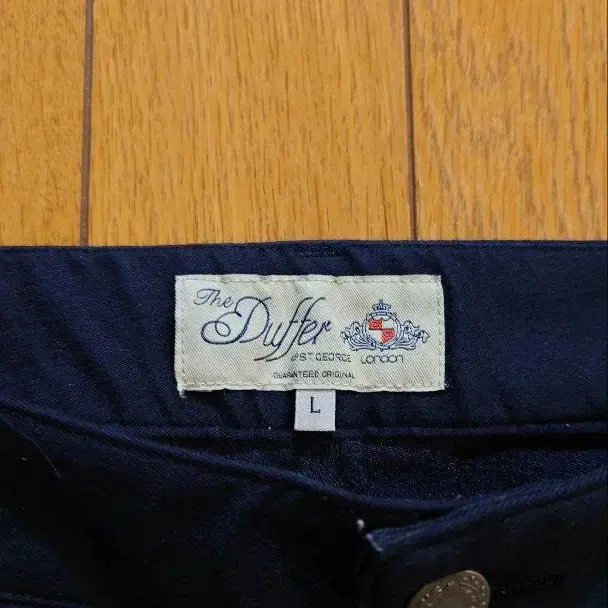 The
Duffer
OF ST. GEORGE LONDON
GUARANTEED ORIGINAL
L